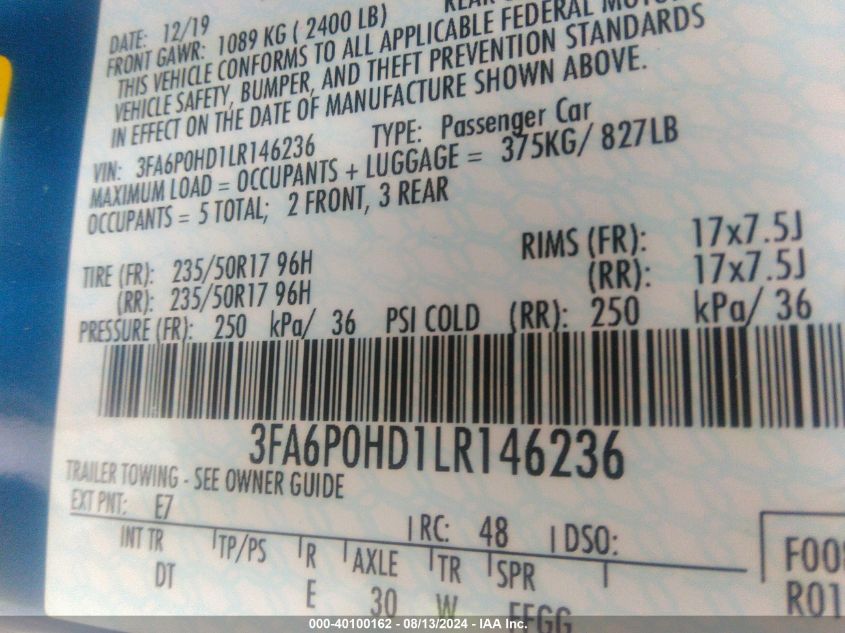 DATE: 12/19
FRONT GAWR: 1089 KG ( 2400 LB)
THIS VEHICLE CONFORMS TO ALL APPLICABLE FEDERAL
VEHICLE SAFETY, BUMPER, AND THEFT PREVENTION STANDARDS
IN EFFECT ON THE DATE OF MANUFACTURE SHOWN ABOVE.
VIN: 3FA6P0HD1LR146236 TYPE: Passenger Car
MAXIMUM LOAD = OCCUPANTS + LUGGAGE = 375KG/ 827LB
OCCUPANTS = 5 TOTAL; 2 FRONT, 3 REAR
TIRE (FR): 235/50R17 96H RIMS (FR): 17x7.5J
(RR): 235/50R17 96H (RR): 17x7.5J
PRESSURE (FR): 250 kPa/ 36 PSI COLD (RR): 250 kPa/ 36
3FA6P0HD1LR146236
TRAILER TOWING - SEE OWNER GUIDE
EXT PNT: E7 RC: 48 DSO:
INT TR TP/PS R AXLE TR SPR
DT E 30 W EEGG
F00
R01
000-40100162 - 08/13/2024 - IAA Inc.